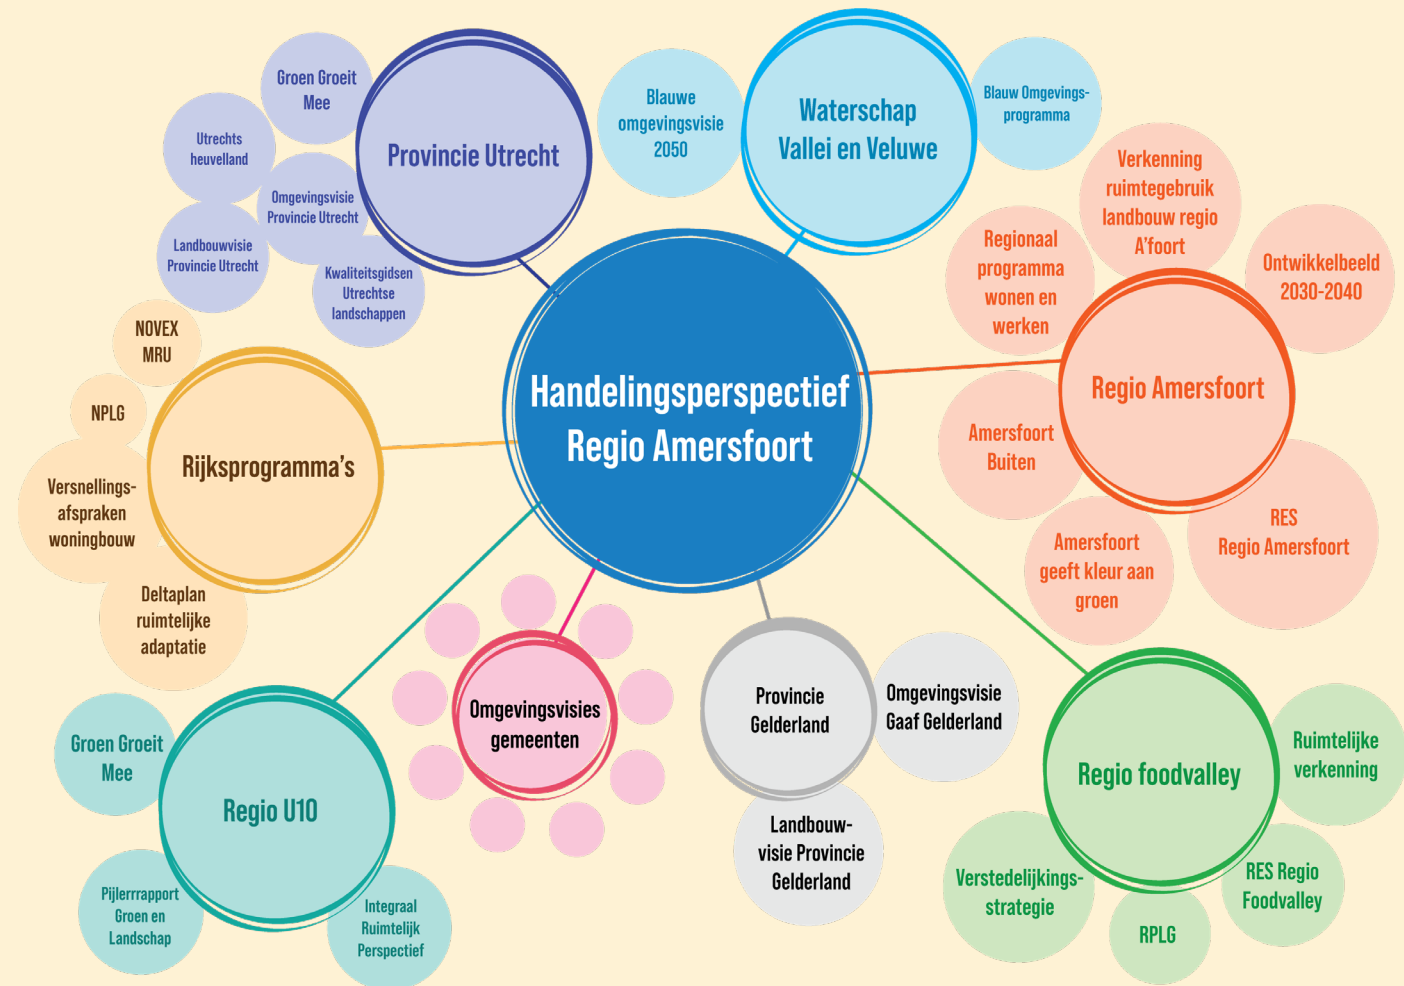 Groen Groeit
Mee
Utrechts
heuvelland
Omgevingsvisie
Provincie Utrecht
Landbouwvisie
Provincie Utrecht
Kwaliteitsgidsen
Utrechtse
landschappen
Provincie Utrecht
Blauwe
omgevingsvisie
2050
Waterschap
Vallei en Veluwe
Blauw Omgevings-
programma
Verkenning
ruimtegebruik
landbouw regio
A'foort
Regionaal
programma
wonen en
werken
Ontwikkelbeeld
2030-2040
Regio Amersfoort
Amersfoort
Buiten
Amersfoort
geeft kleur aan
groen
RES
Regio Amersfoort
Handelingsperspectief
Regio Amersfoort
NOVEX
MRU
NPLG
Versnellings-
afspraken
woningbouw
Deltaplan
ruimtelijke
adaptatie
Rijksprogramma's
Groen Groeit
Mee
Regio U10
Pijlerrrapport
Groen en
Landschap
Integraal
Ruimtelijk
Perspectief
Omgevingsvisies
gemeenten
Provincie
Gelderland
Omgevingsvisie
Gaaf Gelderland
Landbouw-
visie Provincie
Gelderland
Regio foodvalley
Ruimtelijke
verkenning
Verstedelijkings-
strategie
RES Regio
Foodvalley
RPLG